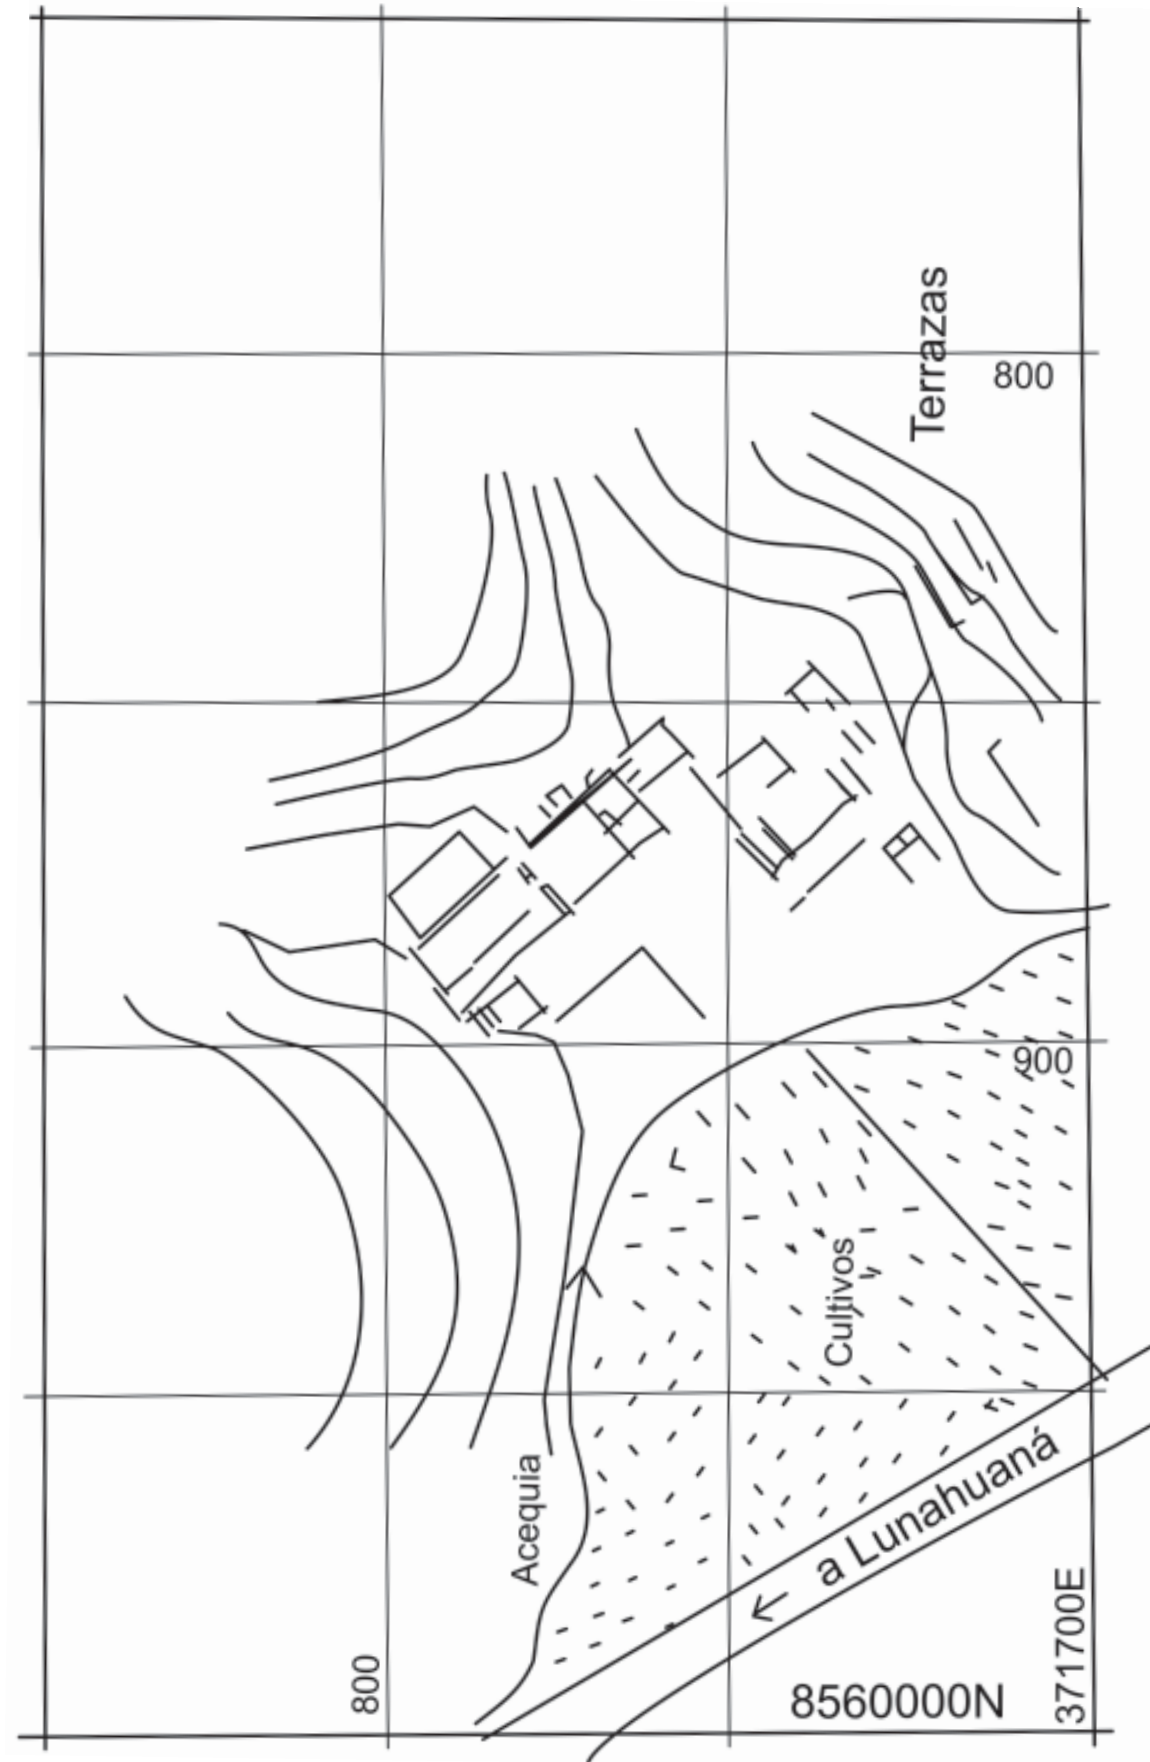 Terrazas
800
900
Cultivos
a Lunahuaná
Acequia
800
8560000N
371700E